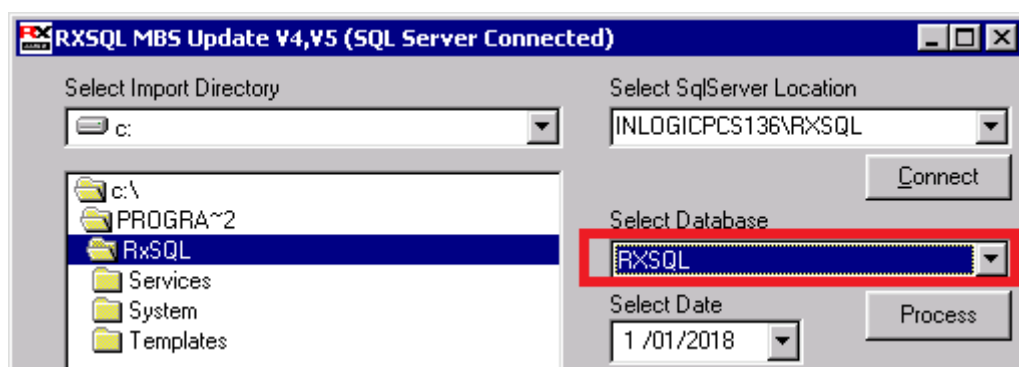 RXSQL MBS Update V4,V5 (SQL Server Connected)
Select Import Directory
c:
c:\
PROGRA~2
RxSQL
Services
System
Templates
Select SqlServer Location
INLOGICPCS136\RXSQL
Connect
Select Database
RXSQL
Select Date
1 /01/2018
Process